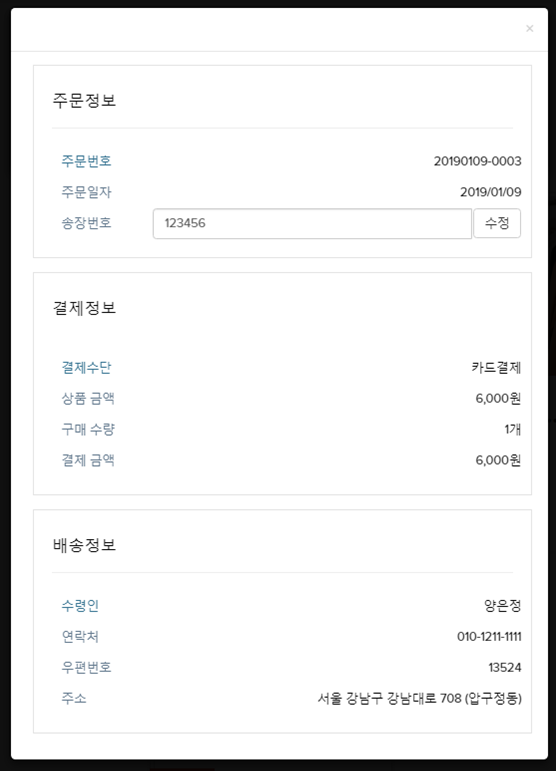 ×
주문정보
주문번호 20190109-0003
주문일자 2019/01/09
송장번호 123456 수정
결제정보
결제수단 카드결제
상품 금액 6,000원
구매 수량 1개
결제 금액 6,000원
배송정보
수령인 양은정
연락처 010-1211-1111
우편번호 13524
주소 서울 강남구 강남대로 708 (압구정동)